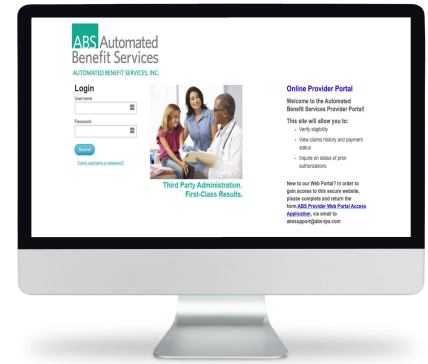 ABS Automated
Benefit Services
AUTOMATED BENEFIT SERVICES, INC.
Login
Username
Password
Submit
Forgot username or password?
Third Party Administration.
First-Class Results.
Online Provider Portal
Welcome to the Automated
Benefit Services Provider Portal!
This site will allow you to:
• Verify eligibility
• View claims history and payment
status
• Inquire on status of prior
authorizations
New to our Web Portal? In order to
gain access to this secure website,
please complete and return the
form, ABS Provider Web Portal Access
Application, via email to
abssupport@abs-tpa.com